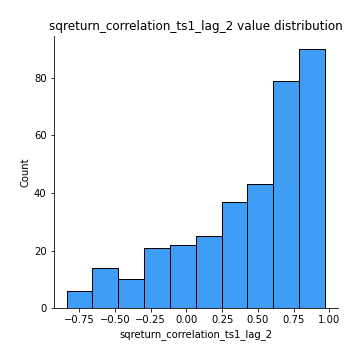 sqreturn_correlation_ts1_lag_2 value distribution
80
60
40
20
0
Count
−0.75 −0.50 −0.25 0.00 0.25 0.50 0.75 1.00
sqreturn_correlation_ts1_lag_2